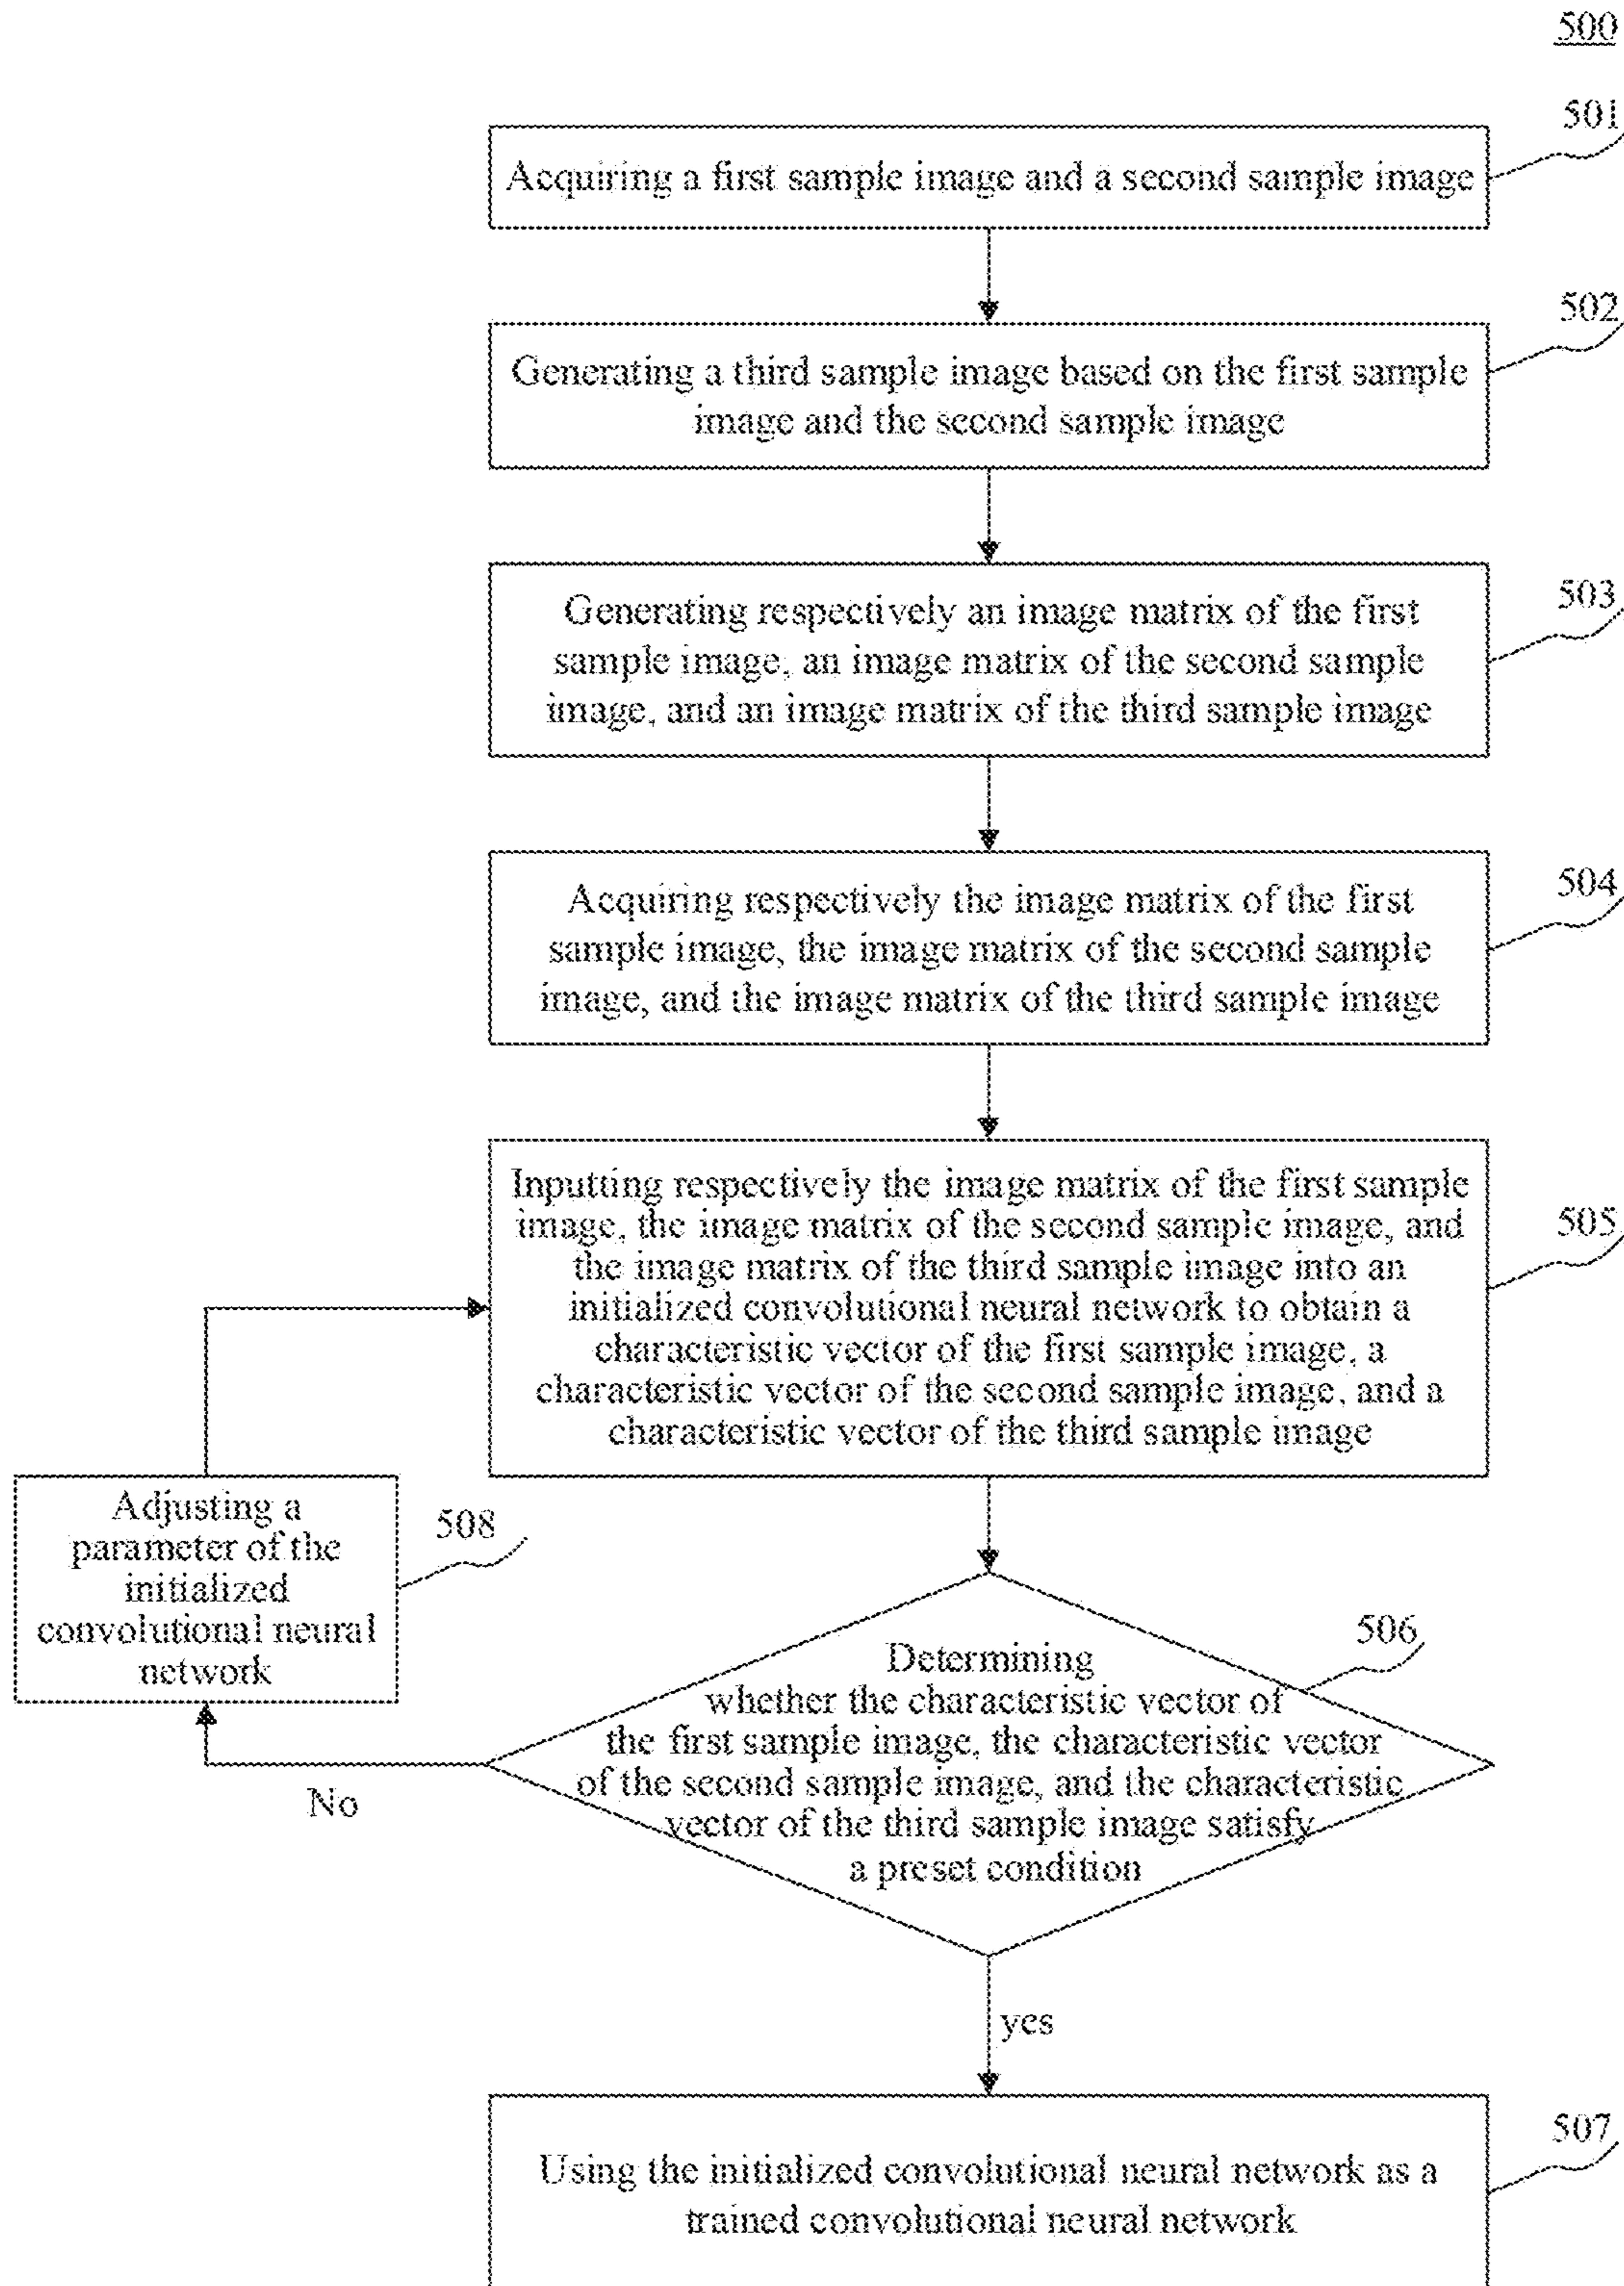 500
501
Acquiring a first sample image and a second sample image
502
Generating a third sample image based on the first sample
image and the second sample image
503
Generating respectively an image matrix of the first
sample image, an image matrix of the second sample
image, and an image matrix of the third sample image
504
Acquiring respectively the image matrix of the first
sample image, the image matrix of the second sample
image, and the image matrix of the third sample image
505
Inputting respectively the image matrix of the first sample
image, the image matrix of the second sample image, and
the image matrix of the third sample image into an
initialized convolutional neural network to obtain a
characteristic vector of the first sample image, a
characteristic vector of the second sample image, and a
characteristic vector of the third sample image
508
Adjusting a
parameter of the
initialized
convolutional neural
network
506
Determining
whether the characteristic vector of
the first sample image, the characteristic vector
of the second sample image, and the characteristic
vector of the third sample image satisfy
a preset condition
No
yes
507
Using the initialized convolutional neural network as a
trained convolutional neural network